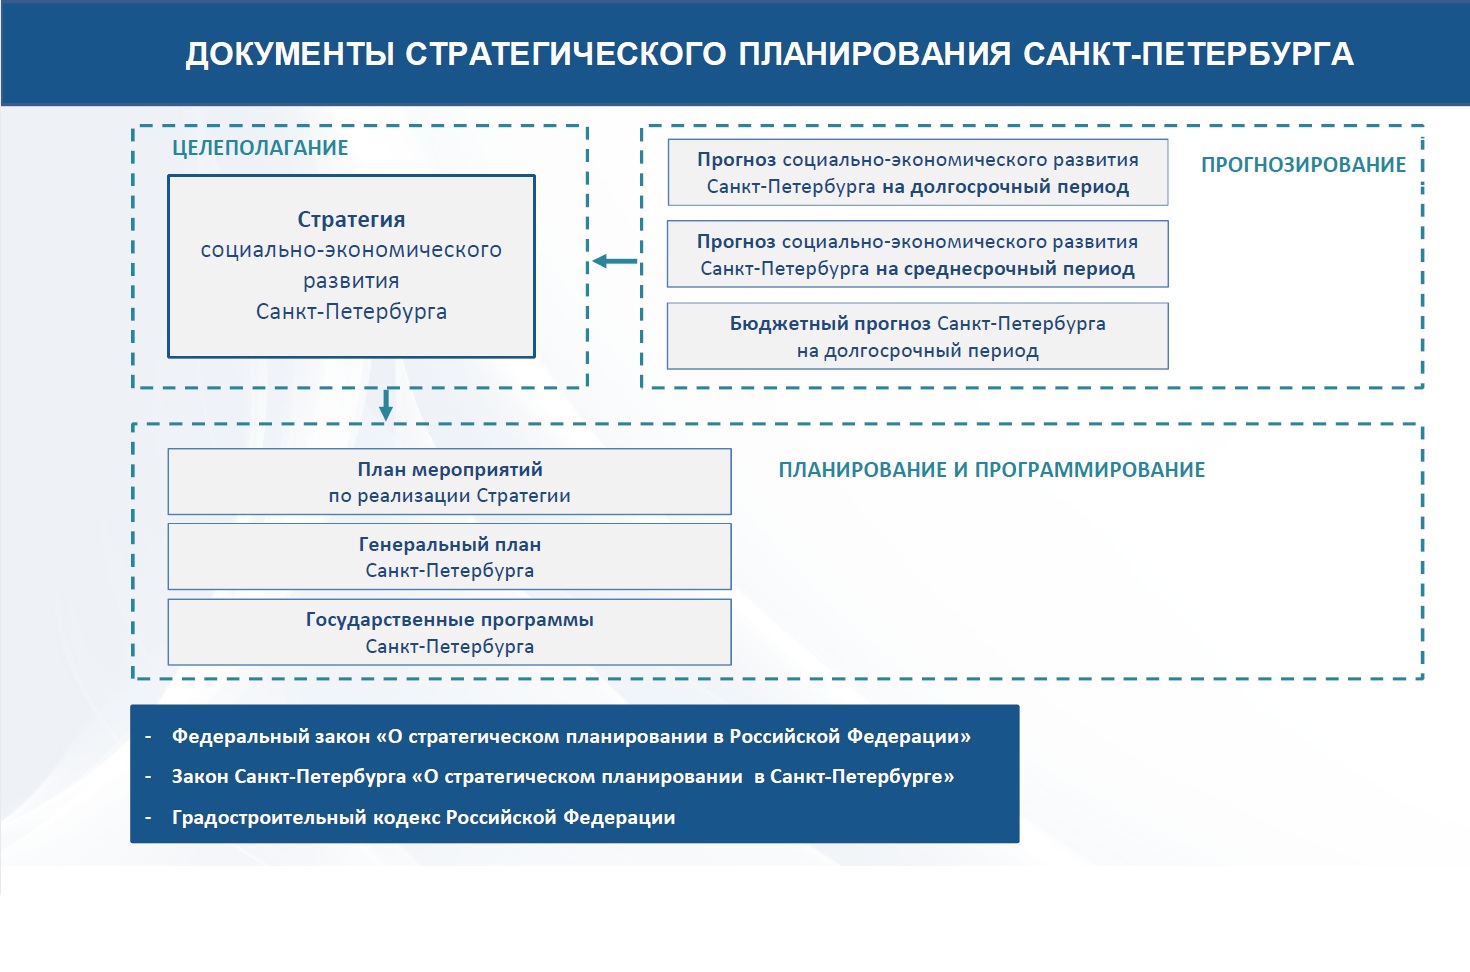 ДОКУМЕНТЫ СТРАТЕГИЧЕСКОГО ПЛАНИРОВАНИЯ САНКТ-ПЕТЕРБУРГА
ЦЕЛЕПОЛАГАНИЕ
Стратегия
социально-экономического
развития
Санкт-Петербурга
ПРОГНОЗИРОВАНИЕ
Прогноз социально-экономического развития
Санкт-Петербурга на долгосрочный период
Прогноз социально-экономического развития
Санкт-Петербурга на среднесрочный период
Бюджетный прогноз Санкт-Петербурга
на долгосрочный период
ПЛАНИРОВАНИЕ И ПРОГРАММИРОВАНИЕ
План мероприятий
по реализации Стратегии
Генеральный план
Санкт-Петербурга
Государственные программы
Санкт-Петербурга
- Федеральный закон «О стратегическом планировании в Российской Федерации»
- Закон Санкт-Петербурга «О стратегическом планировании в Санкт-Петербурге»
- Градостроительный кодекс Российской Федерации